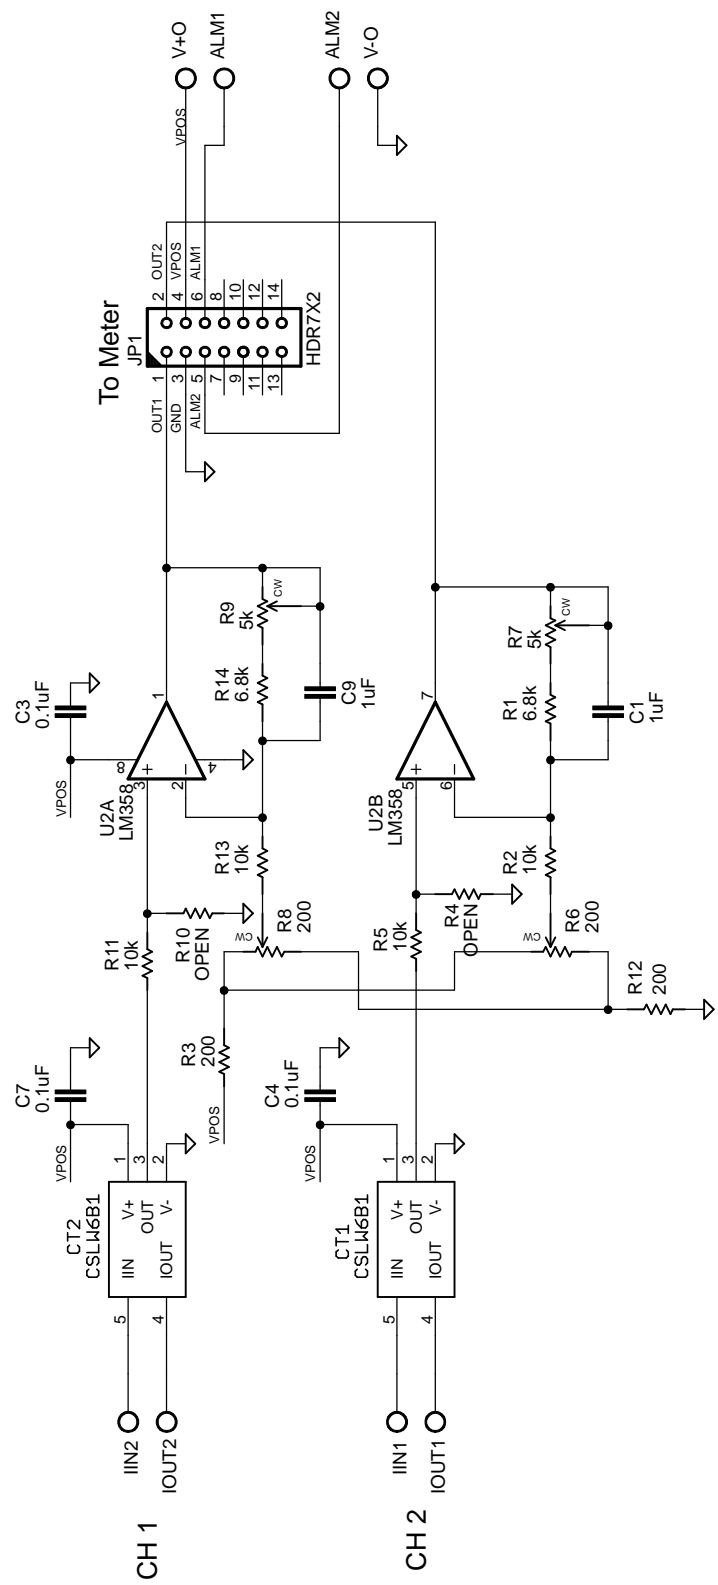 CH 1
IIN2
IOUT2
5
4
CT2
CSLW6B1
IIN
IOUT
V+
OUT
V-
1
3
2
VPOS
C7
0.1uF
R11
10k
R10
OPEN
VPOS
R3
200
R8
200
CW
R13
10k
U2A
LM358
3
2
+
-
8
4
1
VPOS
C3
0.1uF
R14
6.8k
R9
5k
CW
C9
1uF
To Meter
JP1
HDR7X2
OUT1
GND
ALM2
1
3
5
7
9
11
13
2
4
6
8
10
12
14
OUT2
VPOS
ALM1
VPOS
V+O
ALM1
ALM2
V-O
CH 2
IIN1
IOUT1
5
4
CT1
CSLW6B1
IIN
IOUT
V+
OUT
V-
1
3
2
VPOS
C4
0.1uF
R5
10k
R4
OPEN
R6
200
CW
R12
200
R2
10k
U2B
LM358
5
6
+
-
7
R1
6.8k
R7
5k
CW
C1
1uF